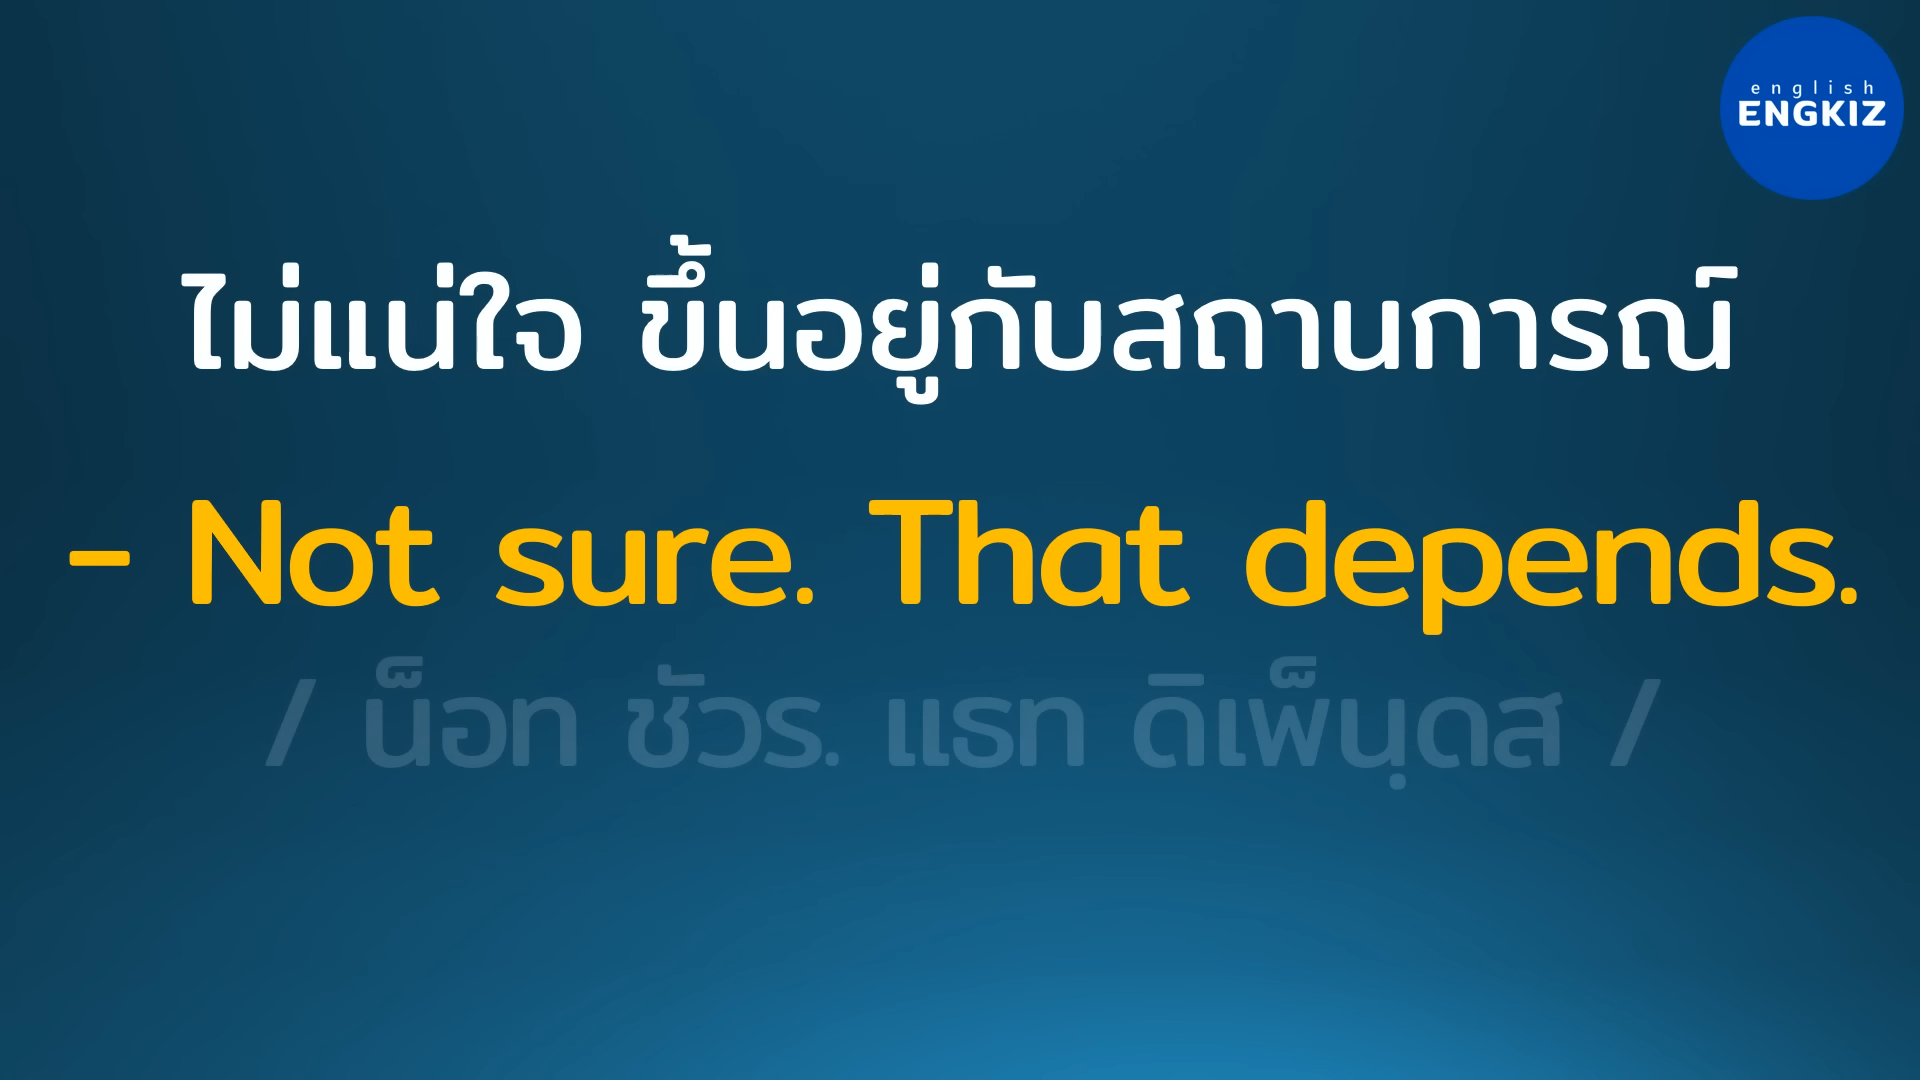 english
ENGKIZ
ไม่แน่ใจ ขึ้นอยู่กับสถานการณ์
- Not sure. That depends.
/ น็อท ชัวร. แธท ดิเพ็นฺดส /